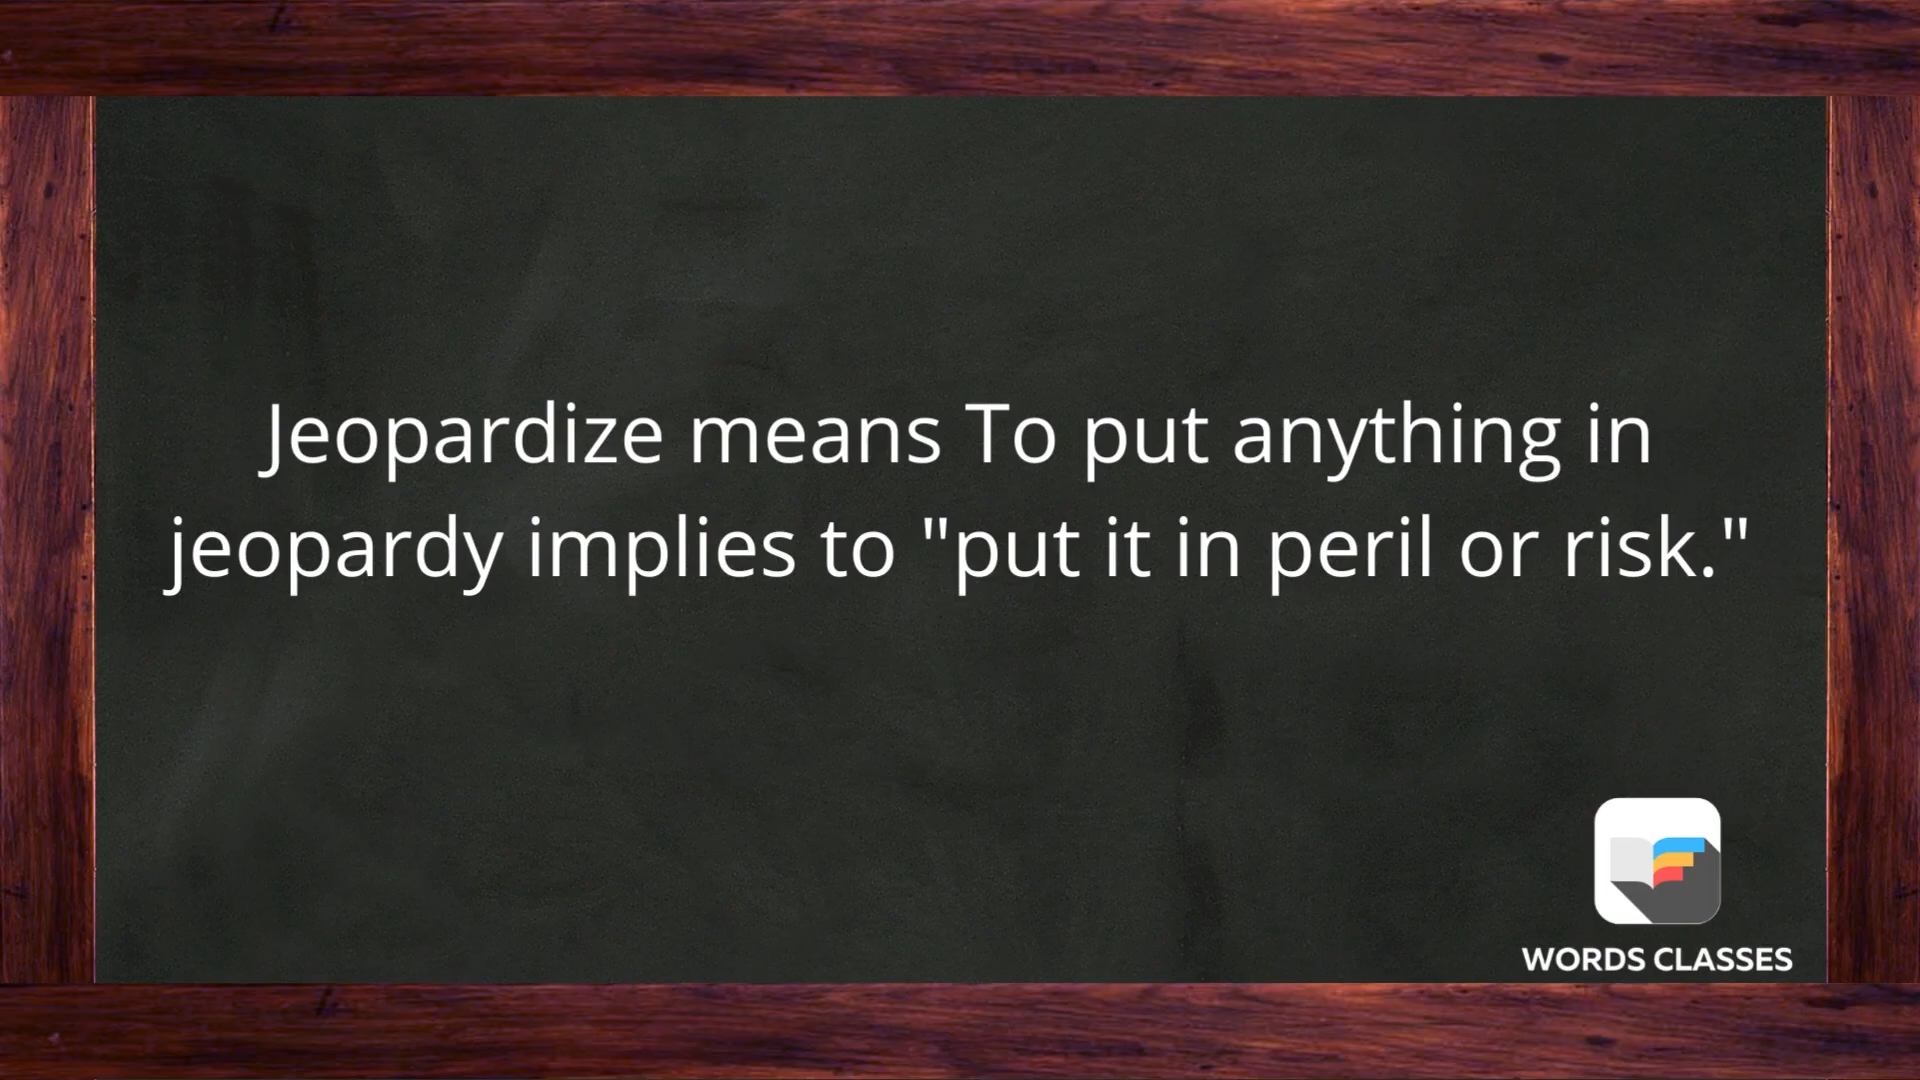 Jeopardize means To put anything in
jeopardy implies to "put it in peril or risk."
WORDS CLASSES